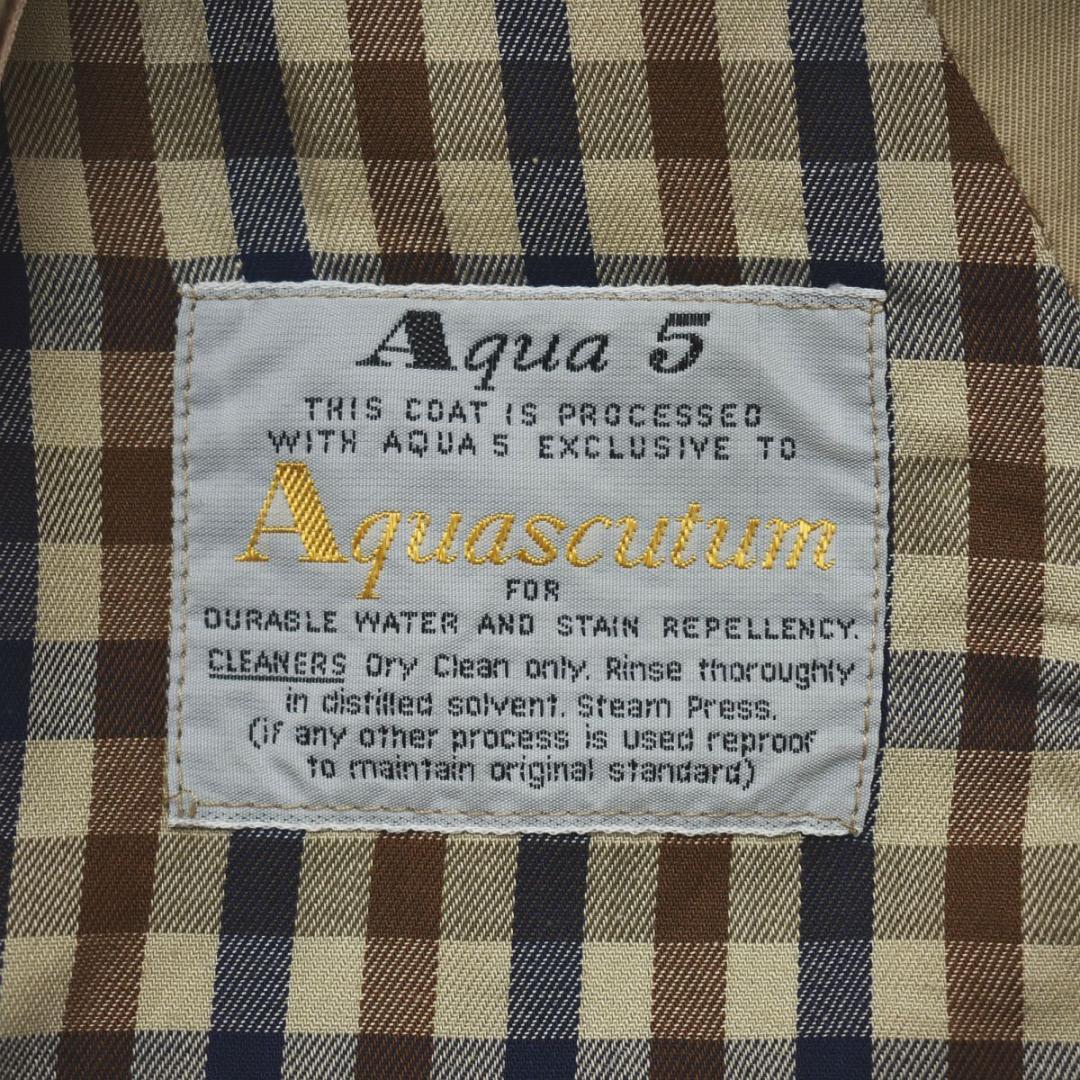 Aqua 5
THIS COAT IS PROCESSED
WITH AQUA 5 EXCLUSIVE TO
Aquascutum
FOR
DURABLE WATER AND STAIN REPELLENCY.
CLEANERS Dry Clean only. Rinse thoroughly
in distilled solvent. Steam Press.
(if any other process is used reproof
to maintain original standard)